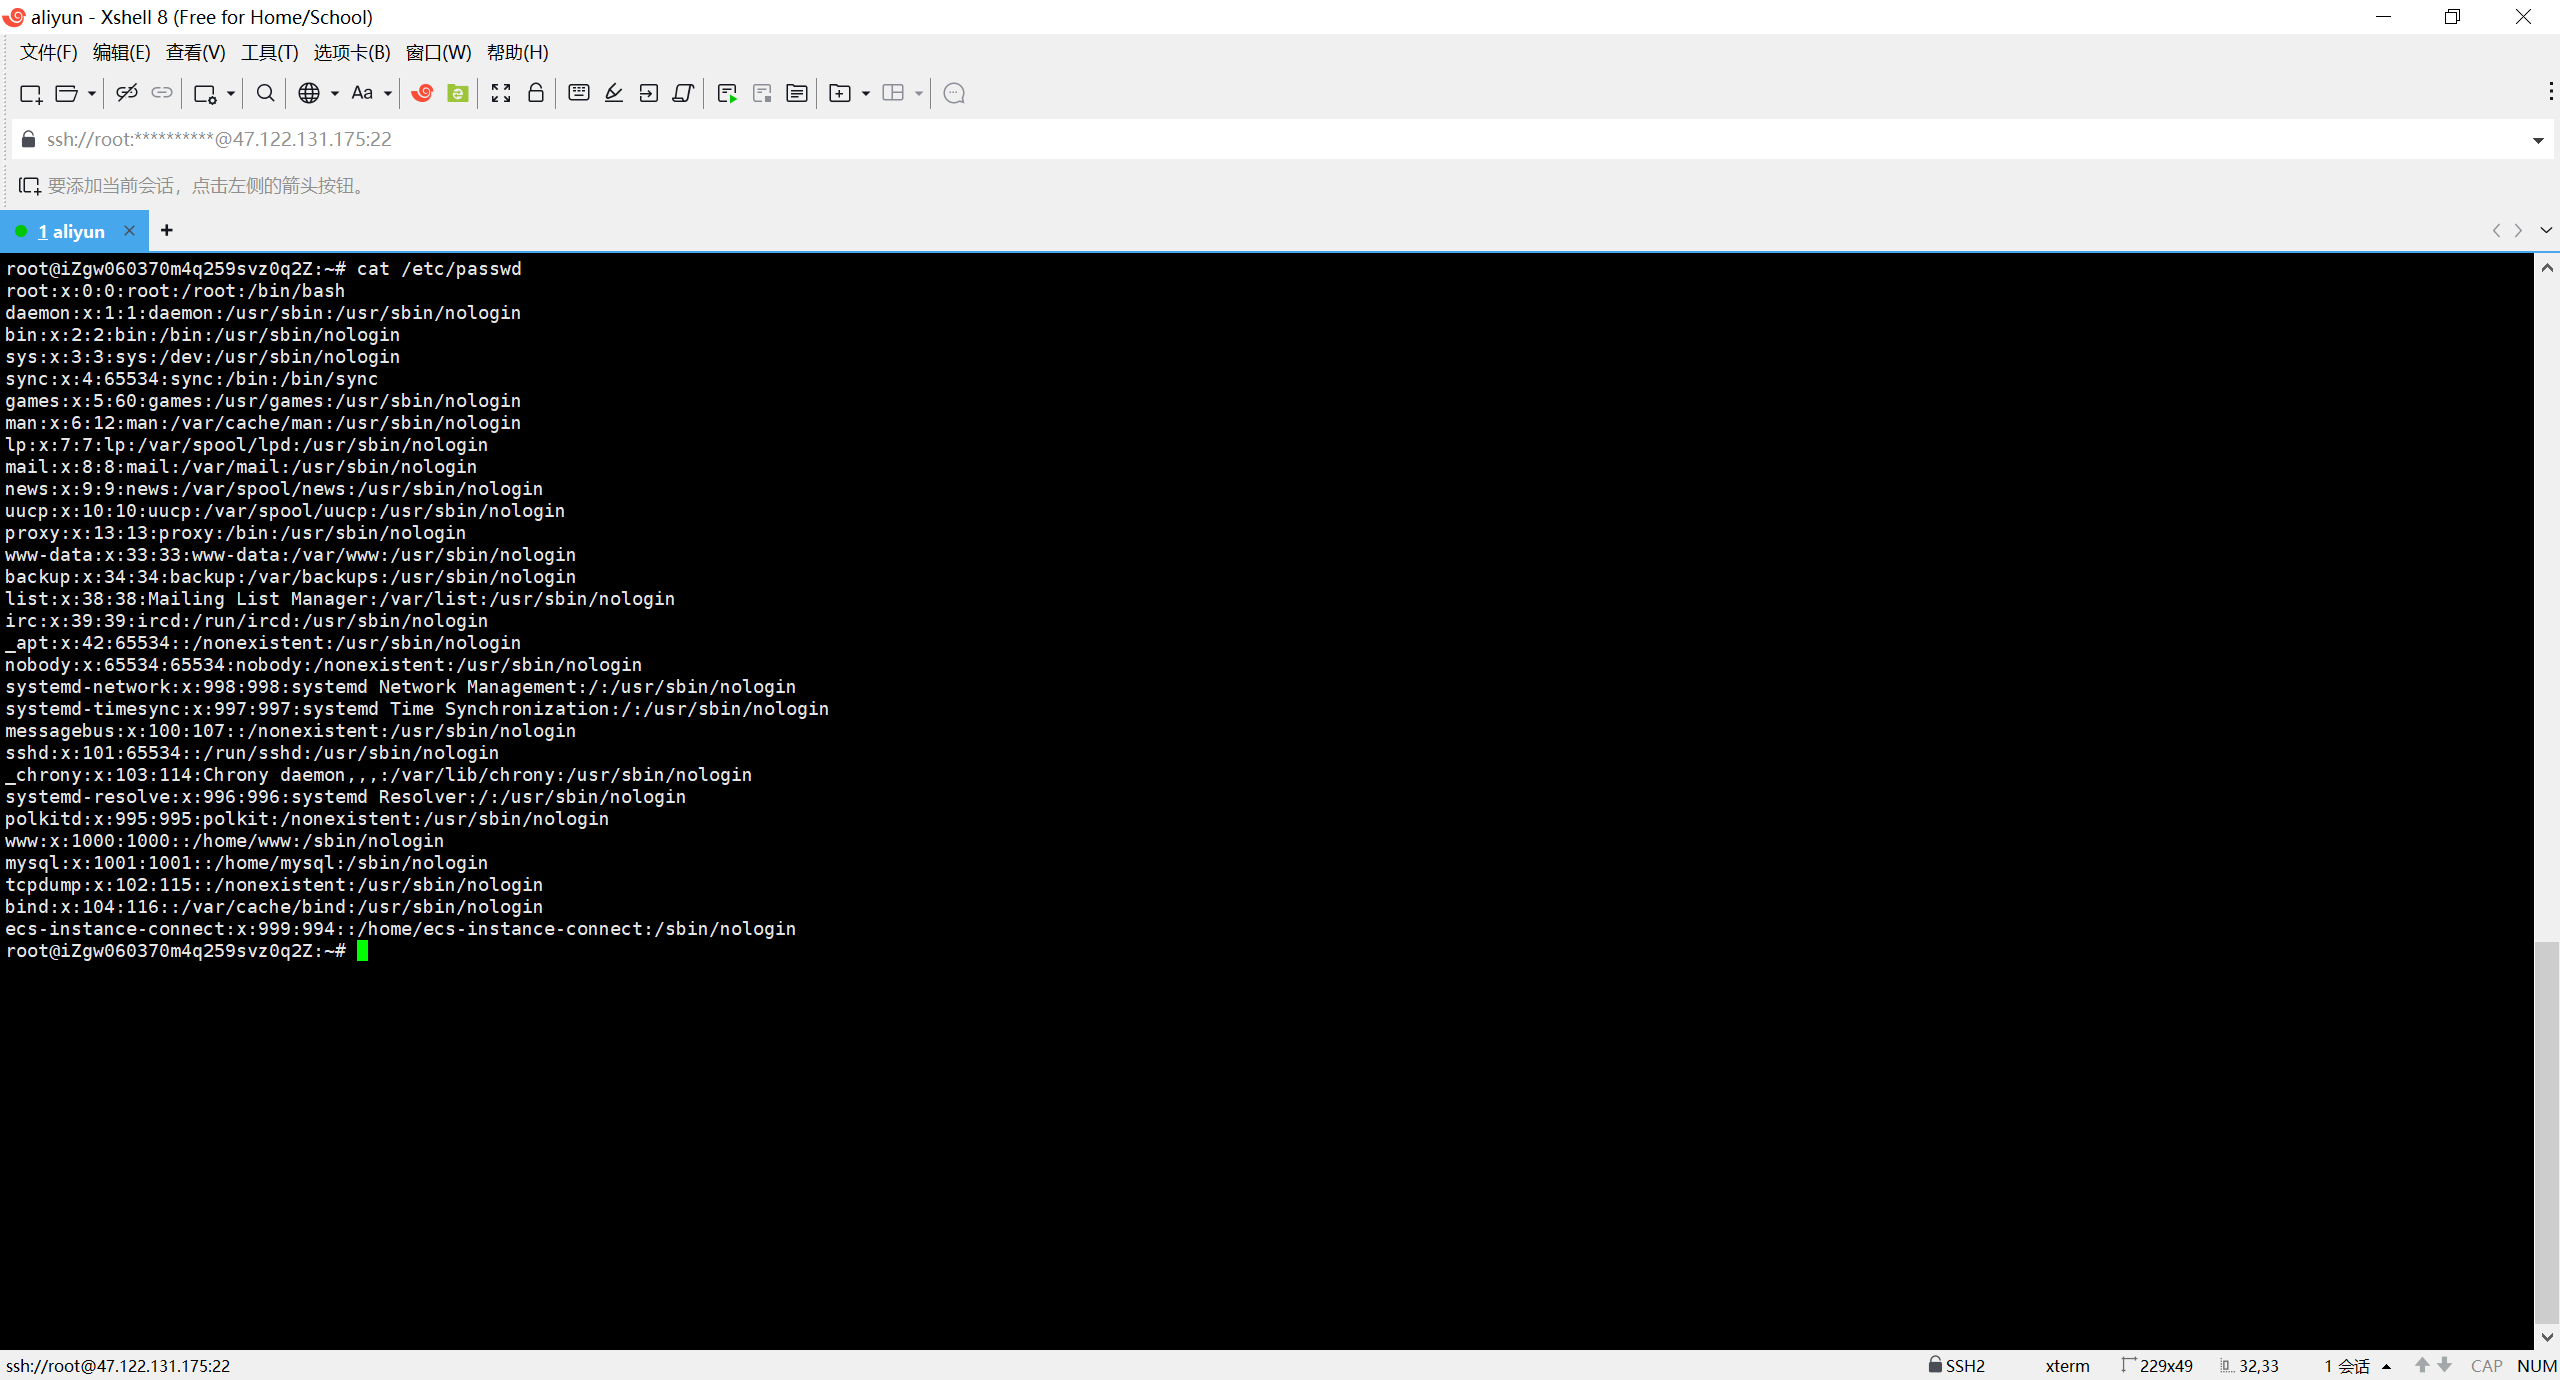 aliyun - Xshell 8 (Free for Home/School)
文件(F) 编辑(E) 查看(V) 工具(T) 选项卡(B) 窗口(W) 帮助(H)
Aa
ssh://root:**********@47.122.131.175:22
要添加当前会话，点击左侧的箭头按钮。
1 aliyun
root@iZgw060370m4q259svz0q2Z:~# cat /etc/passwd
root:x:0:0:root:/root:/bin/bash
daemon:x:1:1:daemon:/usr/sbin:/usr/sbin/nologin
bin:x:2:2:bin:/bin:/usr/sbin/nologin
sys:x:3:3:sys:/dev:/usr/sbin/nologin
sync:x:4:65534:sync:/bin:/bin/sync
games:x:5:60:games:/usr/games:/usr/sbin/nologin
man:x:6:12:man:/var/cache/man:/usr/sbin/nologin
lp:x:7:7:lp:/var/spool/lpd:/usr/sbin/nologin
mail:x:8:8:mail:/var/mail:/usr/sbin/nologin
news:x:9:9:news:/var/spool/news:/usr/sbin/nologin
uucp:x:10:10:uucp:/var/spool/uucp:/usr/sbin/nologin
proxy:x:13:13:proxy:/bin:/usr/sbin/nologin
www-data:x:33:33:www-data:/var/www:/usr/sbin/nologin
backup:x:34:34:backup:/var/backups:/usr/sbin/nologin
list:x:38:38:Mailing List Manager:/var/list:/usr/sbin/nologin
irc:x:39:39:ircd:/run/ircd:/usr/sbin/nologin
_apt:x:42:65534::/nonexistent:/usr/sbin/nologin
nobody:x:65534:65534:nobody:/nonexistent:/usr/sbin/nologin
systemd-network:x:998:998:systemd Network Management:/:/usr/sbin/nologin
systemd-timesync:x:997:997:systemd Time Synchronization:/:/usr/sbin/nologin
messagebus:x:100:107::/nonexistent:/usr/sbin/nologin
sshd:x:101:65534::/run/sshd:/usr/sbin/nologin
_chrony:x:103:114:Chrony daemon,,,:/var/lib/chrony:/usr/sbin/nologin
systemd-resolve:x:996:996:systemd Resolver:/:/usr/sbin/nologin
polkitd:x:995:995:polkit:/nonexistent:/usr/sbin/nologin
www:x:1000:1000::/home/www:/sbin/nologin
mysql:x:1001:1001::/home/mysql:/sbin/nologin
tcpdump:x:102:115::/nonexistent:/usr/sbin/nologin
bind:x:104:116::/var/cache/bind:/usr/sbin/nologin
ecs-instance-connect:x:999:994::/home/ecs-instance-connect:/sbin/nologin
root@iZgw060370m4q259svz0q2Z:~#
ssh://root@47.122.131.175:22 SSH2 xterm 229x49 32,33 1 会话 CAP NUM